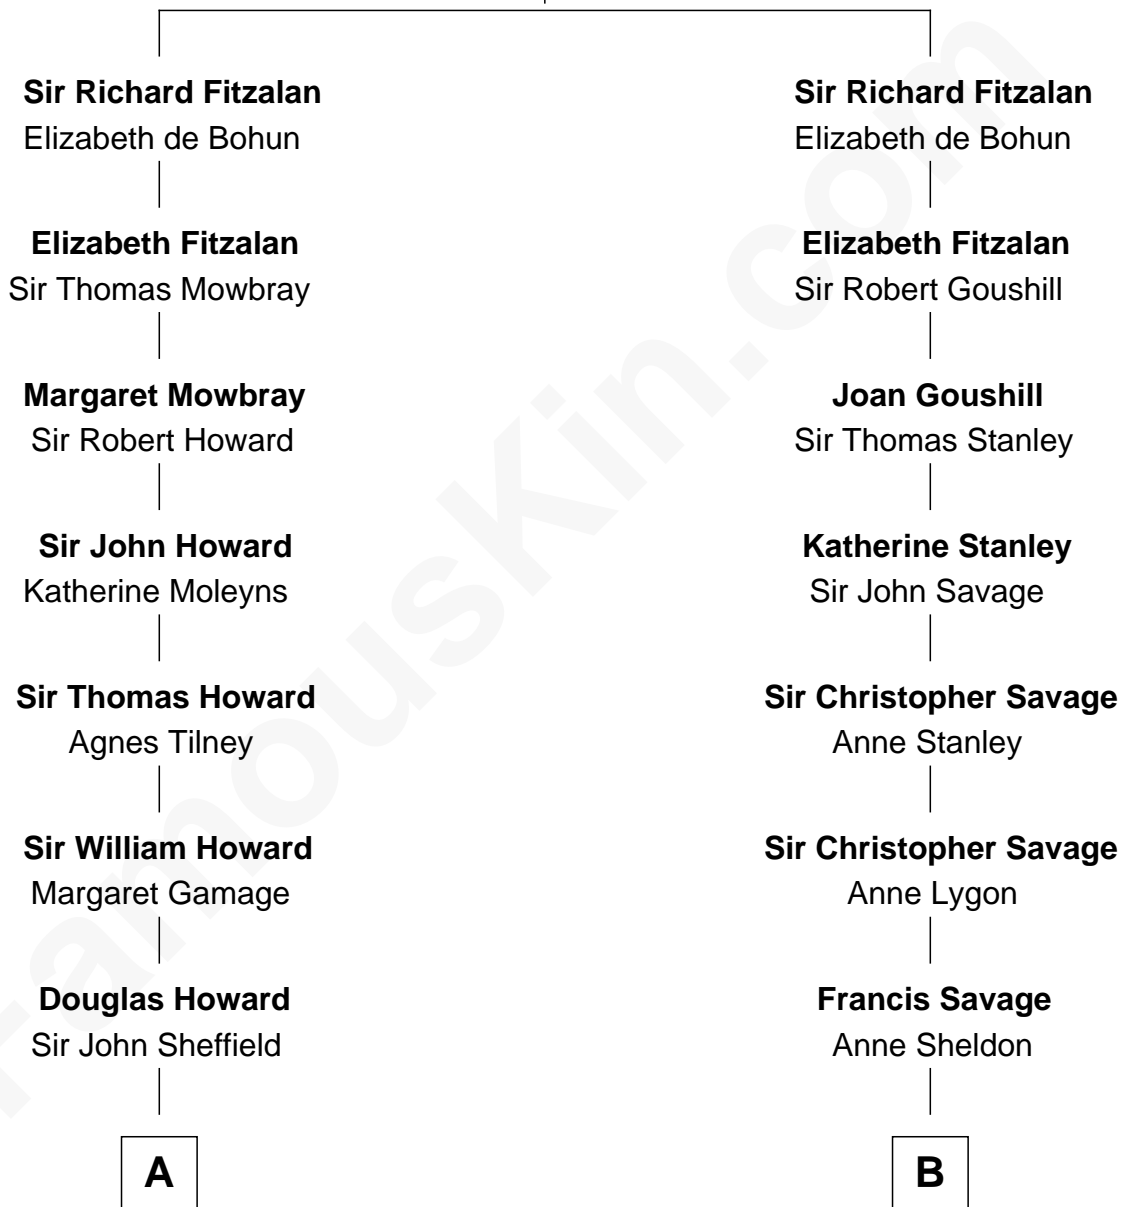 Sir Richard Fitzalan
Elizabeth de Bohun
Elizabeth Fitzalan
Sir Thomas Mowbray
Margaret Mowbray
Sir Robert Howard
Sir John Howard
Katherine Moleyns
Sir Thomas Howard
Agnes Tilney
Sir William Howard
Margaret Gamage
Douglas Howard
Sir John Sheffield
A
Sir Richard Fitzalan
Elizabeth de Bohun
Elizabeth Fitzalan
Sir Robert Goushill
Joan Goushill
Sir Thomas Stanley
Katherine Stanley
Sir John Savage
Sir Christopher Savage
Anne Stanley
Sir Christopher Savage
Anne Lygon
Francis Savage
Anne Sheldon
B
FamousKin.com